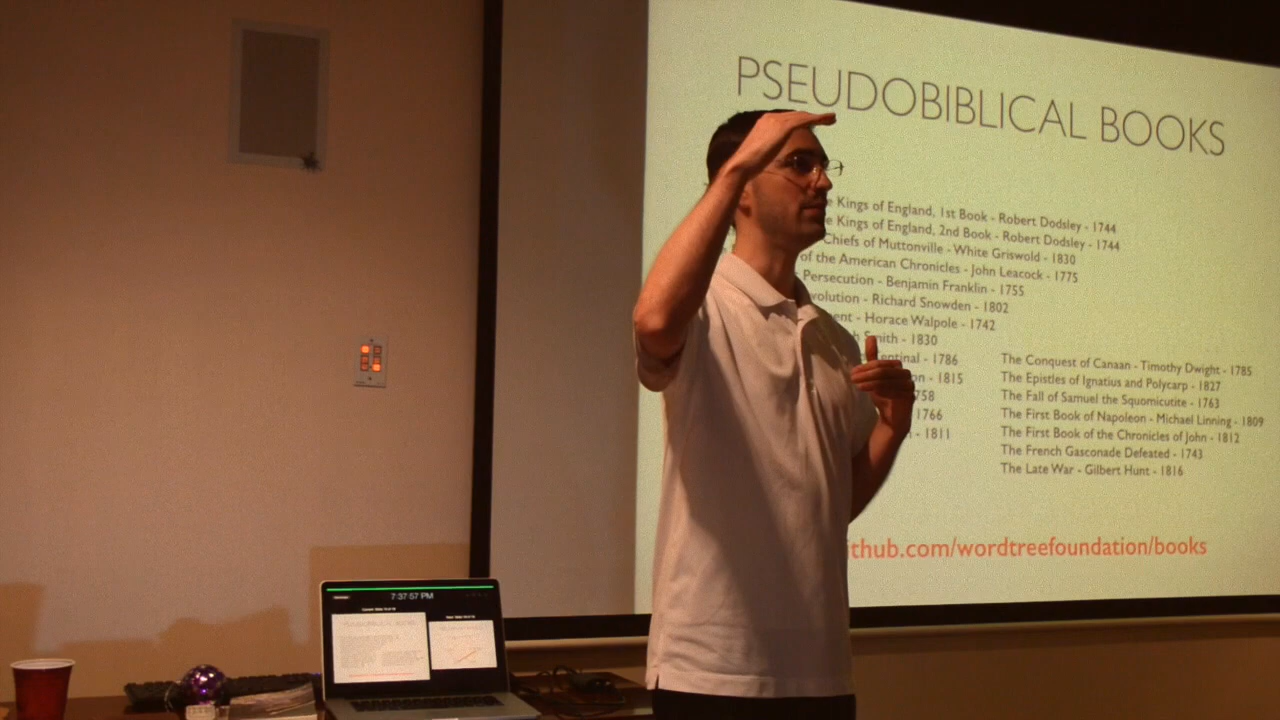 PSEUDOBIBLICAL BOOKS
Kings of England, 1st Book - Robert Dodsley - 1744
Kings of England, 2nd Book - Robert Dodsley - 1744
Chiefs of Muttonville - White Griswold - 1830
of the American Chronicles - John Leacock - 1775
Persecution - Benjamin Franklin - 1755
volution - Richard Snowden - 1802
ent - Horace Walpole - 1742
Smith - 1830
- 1786
on - 1815
758
1766
- 1811
The Conquest of Canaan - Timothy Dwight - 1785
The Epistles of Ignatius and Polycarp - 1827
The Fall of Samuel the Squomicutite - 1763
The First Book of Napoleon - Michael Linning - 1809
The First Book of the Chronicles of John - 1812
The French Gasconade Defeated - 1743
The Late War - Gilbert Hunt - 1816
thub.com/wordtreefoundation/books
7:37:57 PM